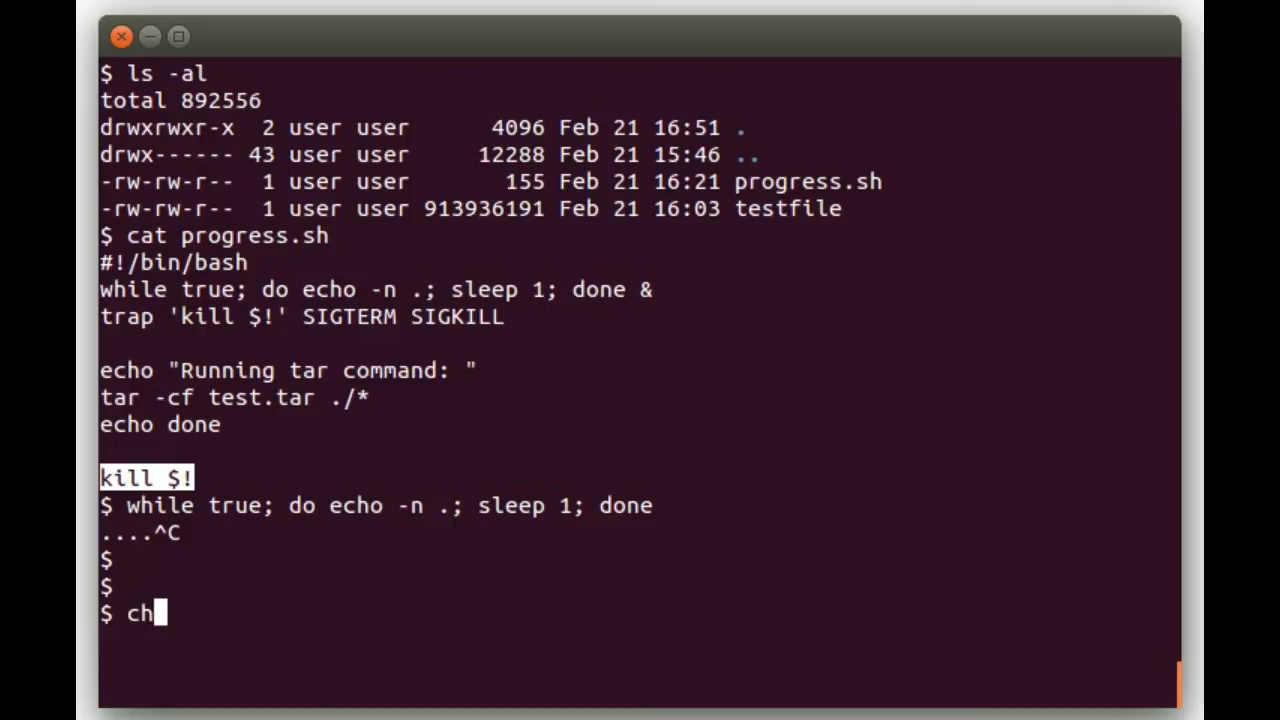 $ ls -al
total 892556
drwxrwxr-x  2 user user      4096 Feb 21 16:51 .
drwx------ 43 user user     12288 Feb 21 15:46 ..
-rw-rw-r--  1 user user       155 Feb 21 16:21 progress.sh
-rw-rw-r--  1 user user 913936191 Feb 21 16:03 testfile
$ cat progress.sh
#!/bin/bash
while true; do echo -n .; sleep 1; done &
trap 'kill $!' SIGTERM SIGKILL
echo "Running tar command: "
tar -cf test.tar ./*
echo done
kill $!
$ while true; do echo -n .; sleep 1; done
....^C
$
$
$ ch